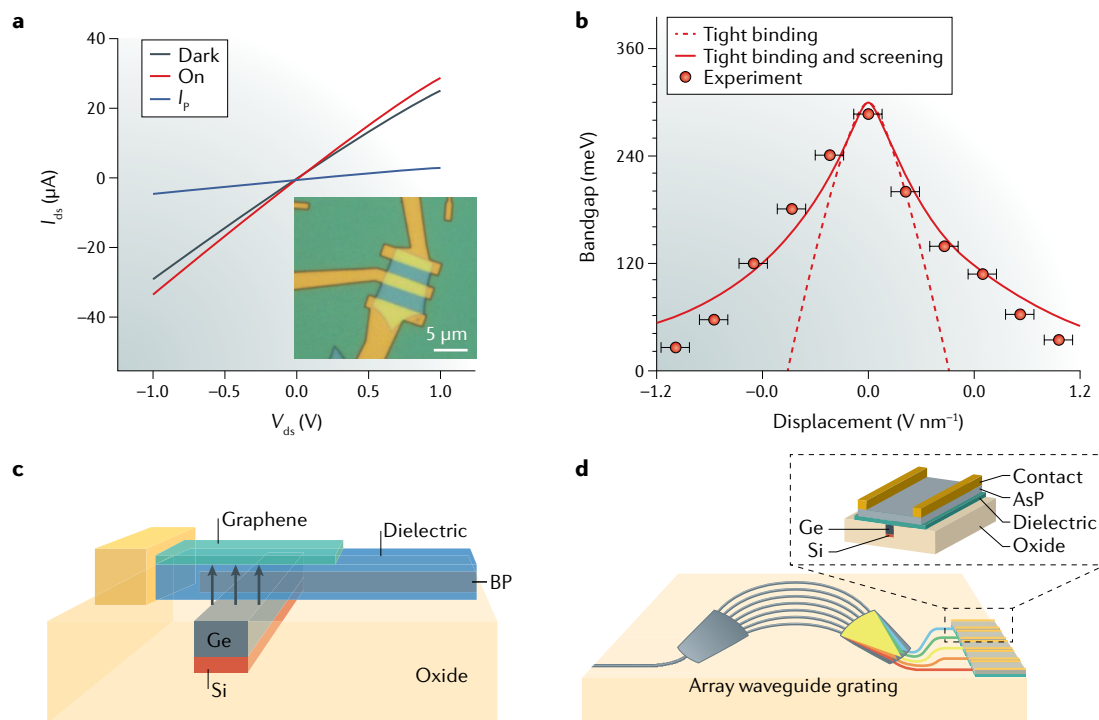 a
40
20
0
−20
−40
I_ds (μA)
Dark
On
I_p
5 μm
−1.0
−0.5
0.0
0.5
1.0
V_ds (V)
b
360
240
120
0
Bandgap (meV)
Tight binding
Tight binding and screening
Experiment
−1.2
−0.0
0.0
0.0
1.2
Displacement (V nm⁻¹)
c
Graphene
Dielectric
BP
Ge
Si
Oxide
d
Contact
AsP
Dielectric
Oxide
Ge
Si
Array waveguide grating